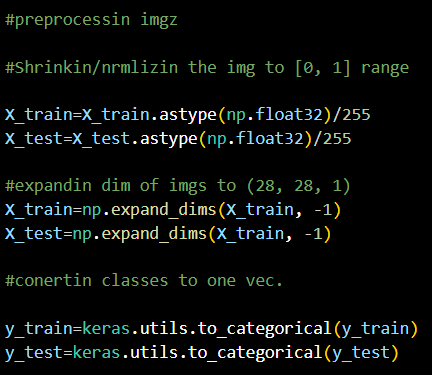 #preprocessin imgz
#Shrinkin/nrmlizin the img to [0, 1] range
X_train=X_train.astype(np.float32)/255
X_test=X_test.astype(np.float32)/255
#expandin dim of imgs to (28, 28, 1)
X_train=np.expand_dims(X_train, -1)
X_test=np.expand_dims(X_train, -1)
#conertin classes to one vec.
y_train=keras.utils.to_categorical(y_train)
y_test=keras.utils.to_categorical(y_test)